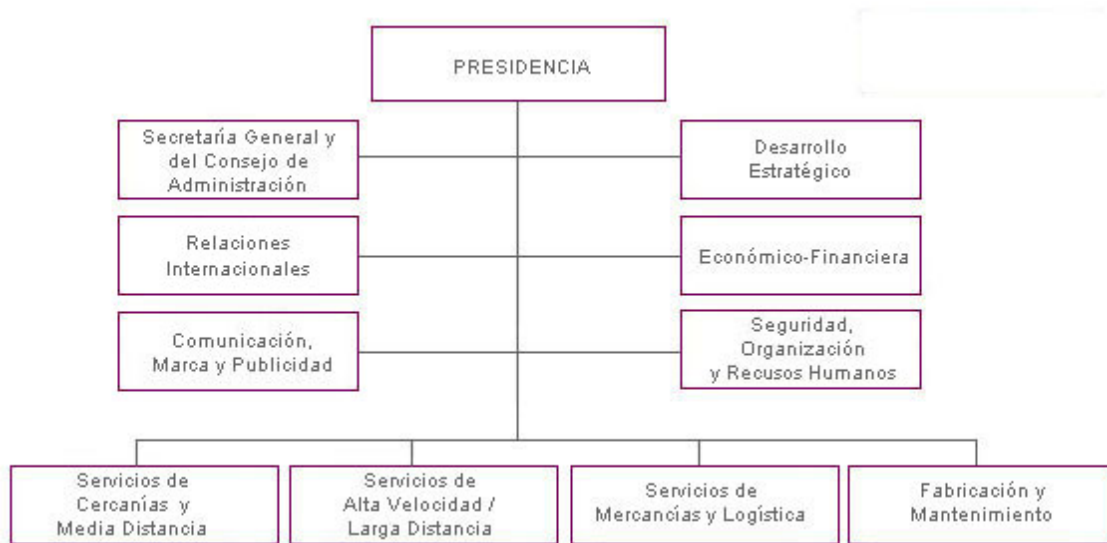 PRESIDENCIA
Secretaría General y
del Consejo de
Administración
Desarrollo
Estratégico
Relaciones
Internacionales
Económico-Financiera
Comunicación,
Marca y Publicidad
Seguridad,
Organización
y Recusos Humanos
Servicios de
Cercanías y
Media Distancia
Servicios de
Alta Velocidad /
Larga Distancia
Servicios de
Mercancías y Logística
Fabricación y
Mantenimiento